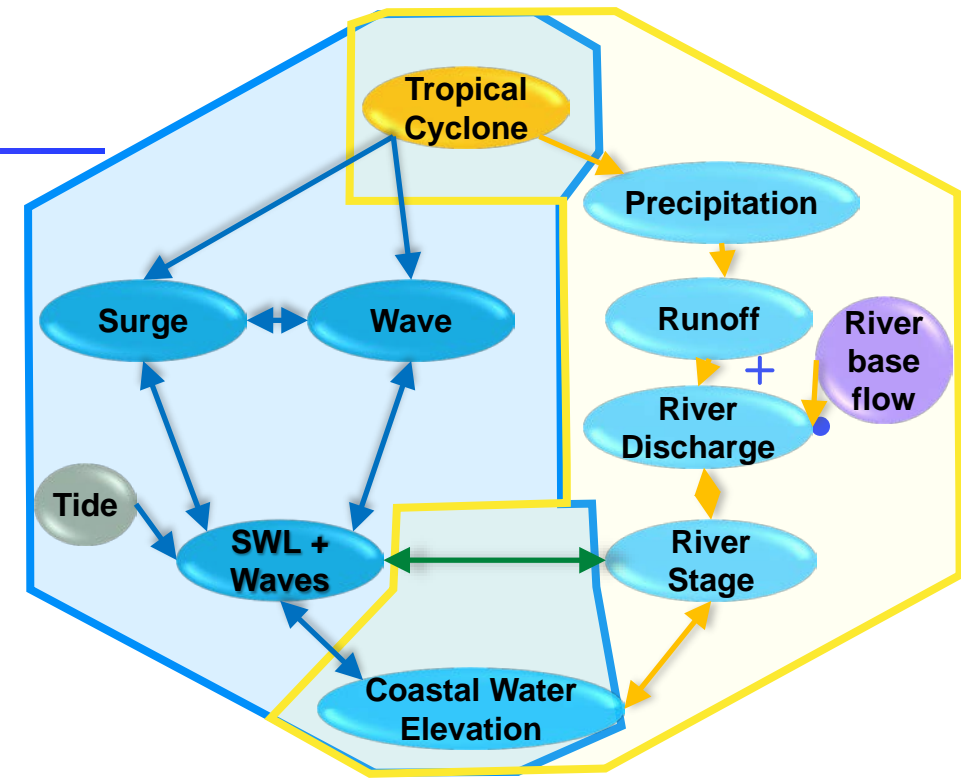 Tropical
Cyclone
Precipitation
Surge
Wave
Runoff
River
base
flow
+
River
Discharge
Tide
SWL +
Waves
River
Stage
Coastal Water
Elevation